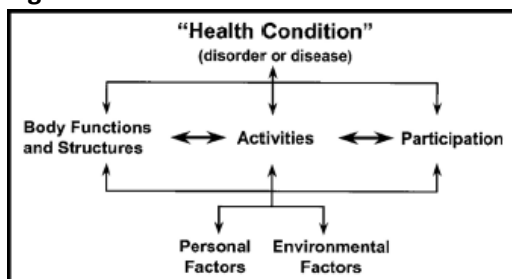 "Health Condition"
(disorder or disease)
Body Functions
and Structures
Activities
Participation
Personal
Factors
Environmental
Factors